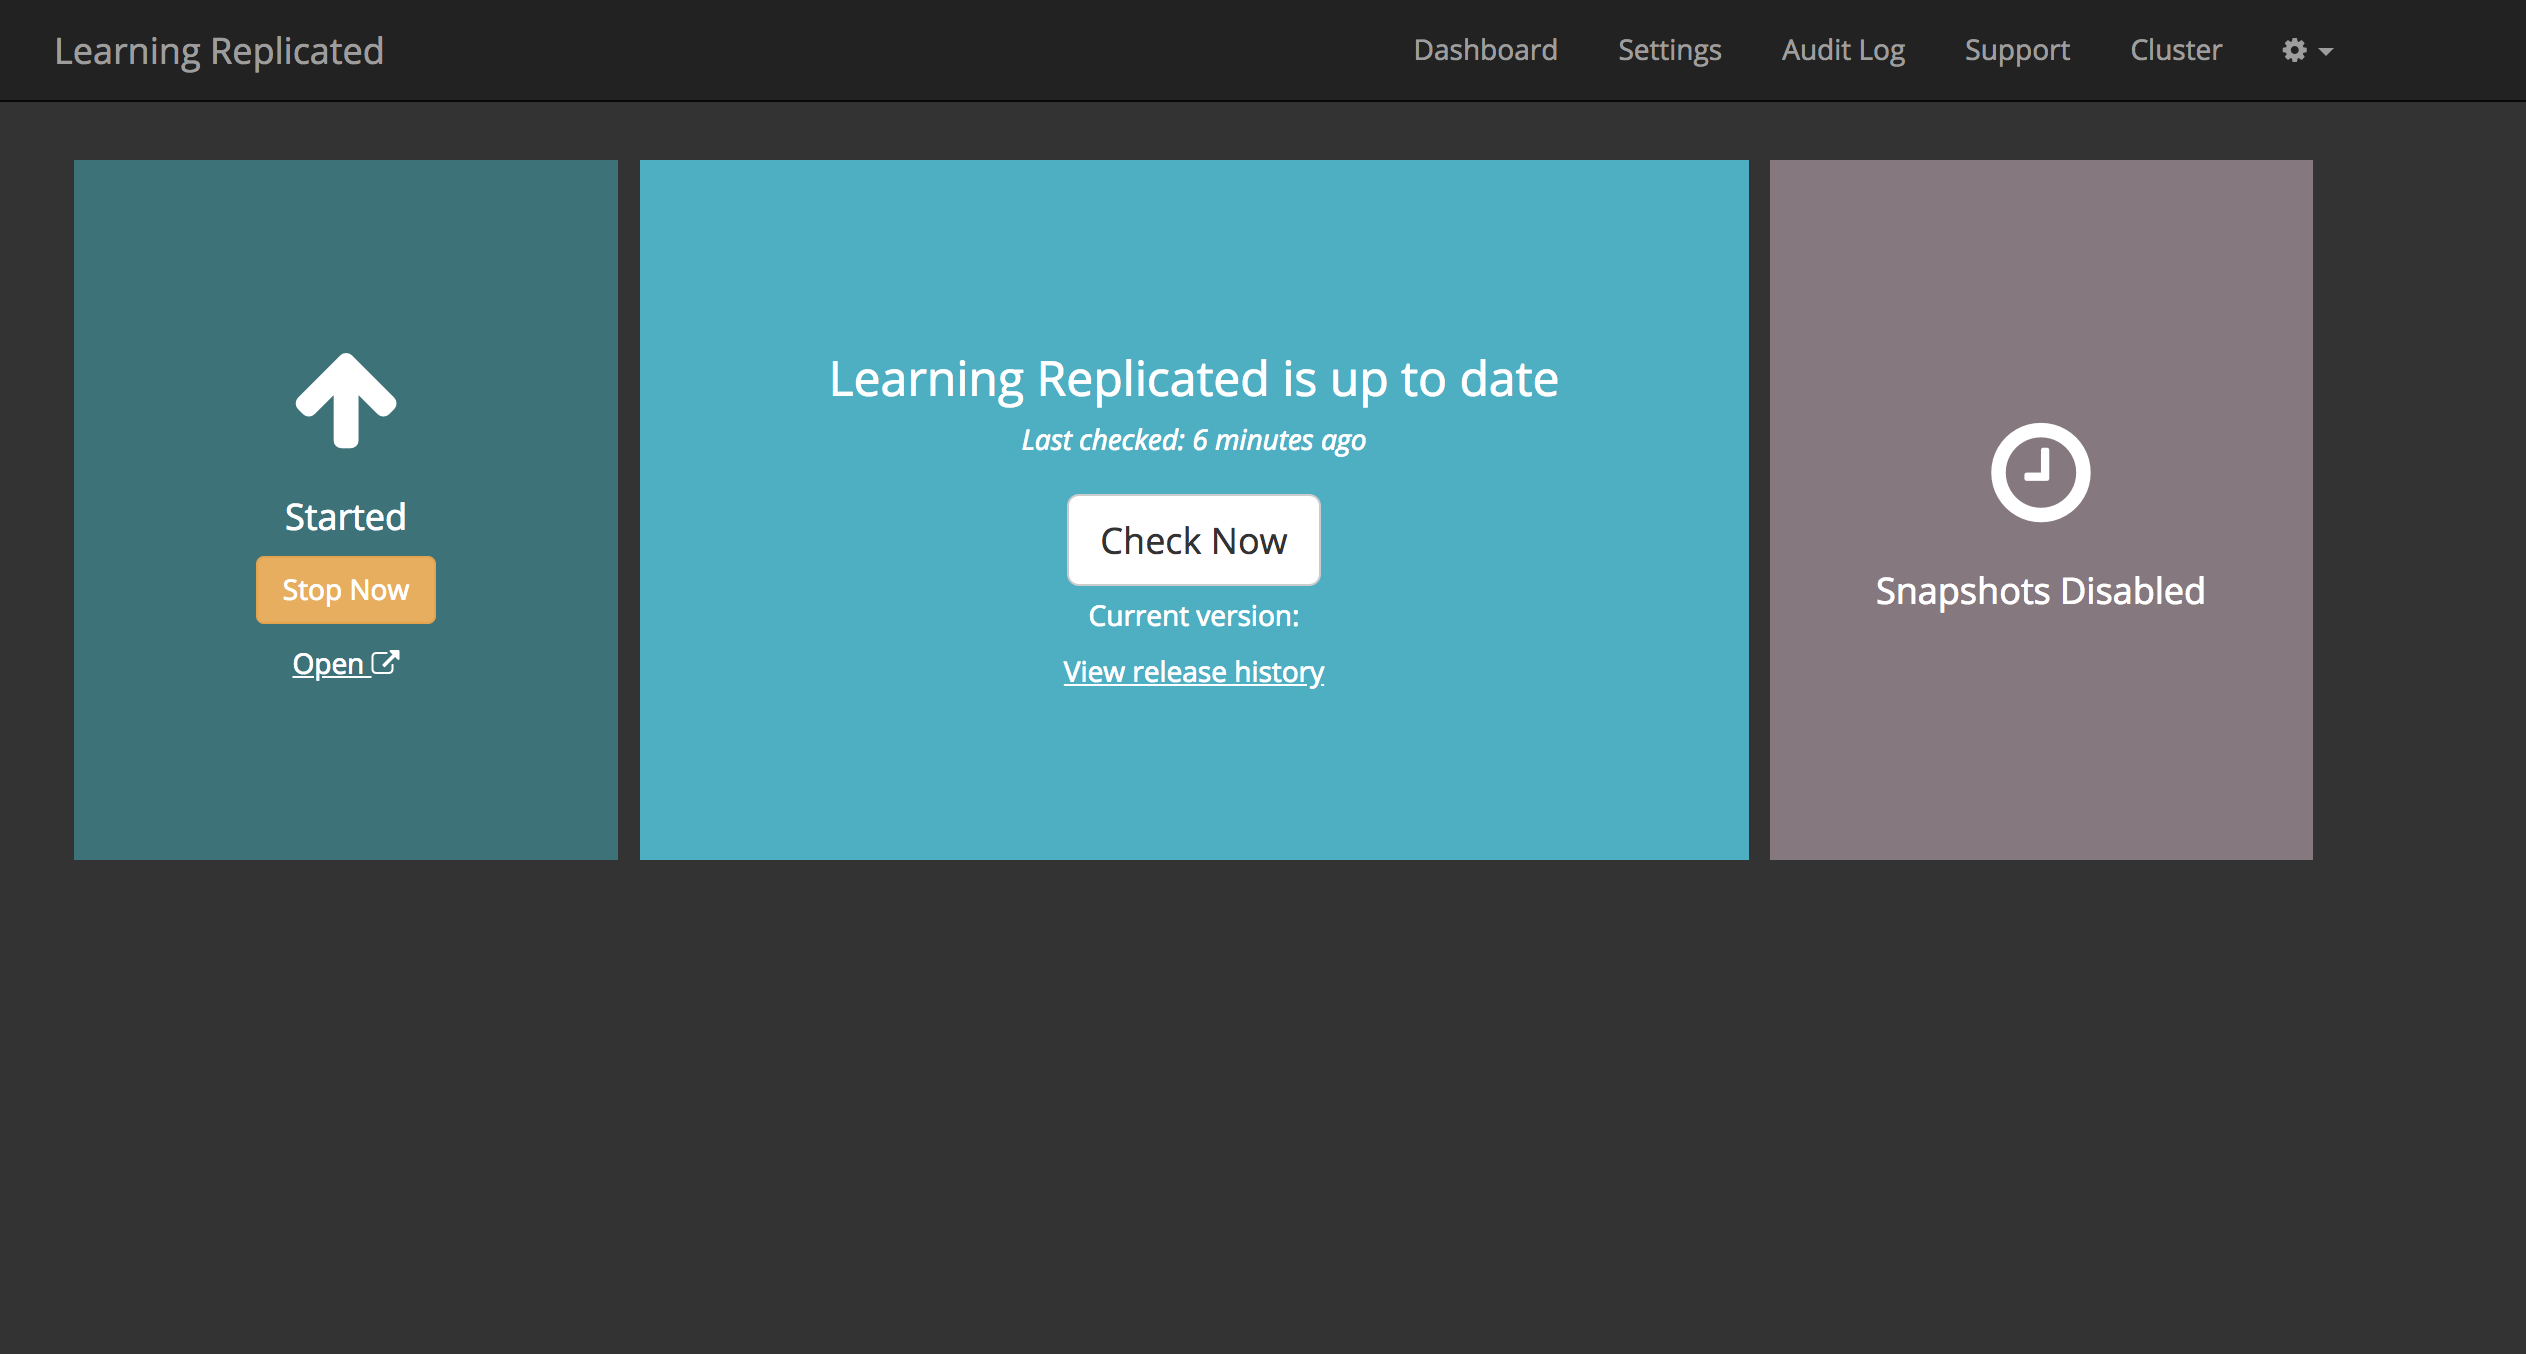 Learning Replicated
Dashboard Settings Audit Log Support Cluster
Started
Stop Now
Open
Learning Replicated is up to date
Last checked: 6 minutes ago
Check Now
Current version:
View release history
Snapshots Disabled